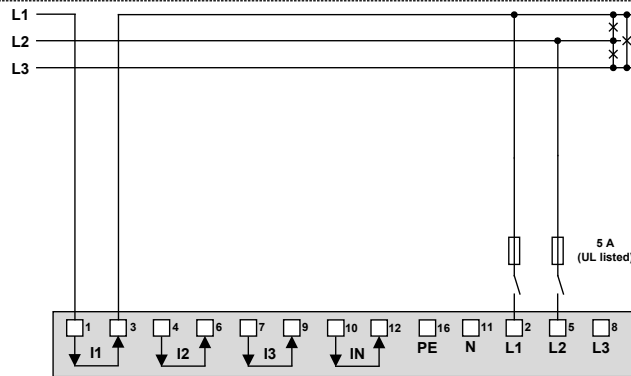 L1
L2
L3
5 A
(UL listed)
1 3 4 6 7 9 10 12 16 11 2 5 8
I1 I2 I3 IN PE N L1 L2 L3